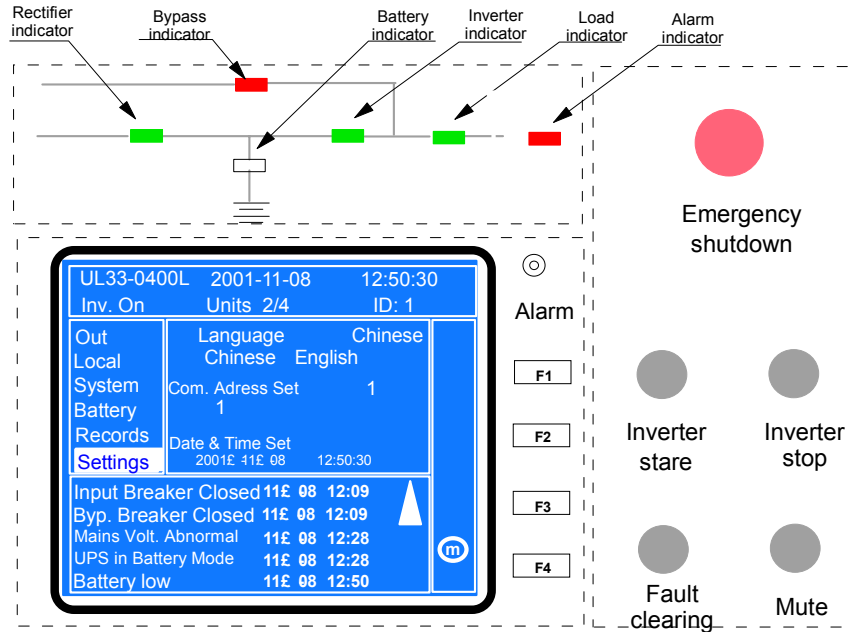 Rectifier indicator
Bypass indicator
Battery indicator
Inverter indicator
Load indicator
Alarm indicator
Emergency shutdown
UL33-0400L 2001-11-08 12:50:30
Inv. On Units 2/4 ID: 1
Alarm
Out
Local
System
Battery
Records
Settings
Language Chinese
Chinese English
Com. Adress Set 1
1
Date & Time Set
2001£ 11£ 08 12:50:30
Input Breaker Closed 11£ 08 12:09
Byp. Breaker Closed 11£ 08 12:09
Mains Volt. Abnormal 11£ 08 12:28
UPS in Battery Mode 11£ 08 12:28
Battery low 11£ 08 12:50
m
F1
F2
F3
F4
Inverter stare
Inverter stop
Fault clearing
Mute